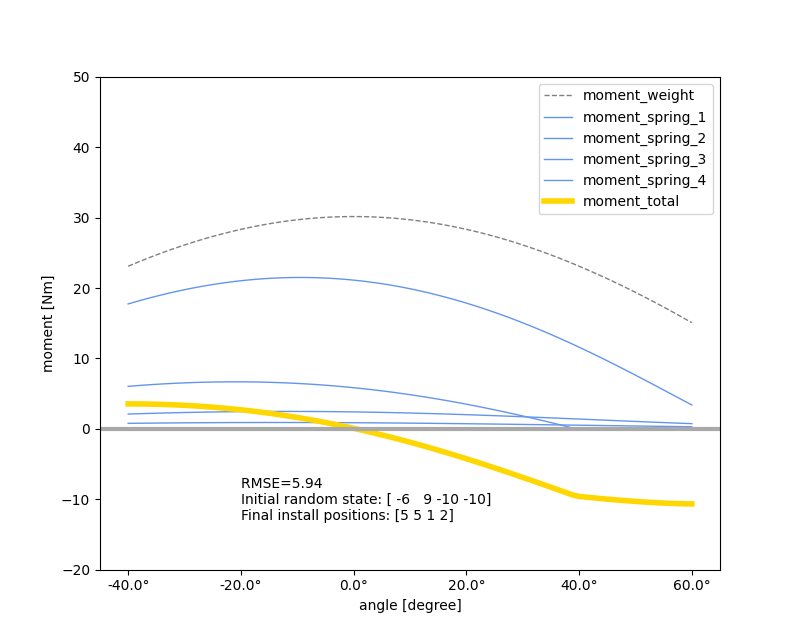 50
40
30
20
10
0
−10
−20
moment [Nm]
moment_weight
moment_spring_1
moment_spring_2
moment_spring_3
moment_spring_4
moment_total
RMSE=5.94
Initial random state: [ -6   9 -10 -10]
Final install positions: [5 5 1 2]
-40.0° -20.0° 0.0° 20.0° 40.0° 60.0°
angle [degree]